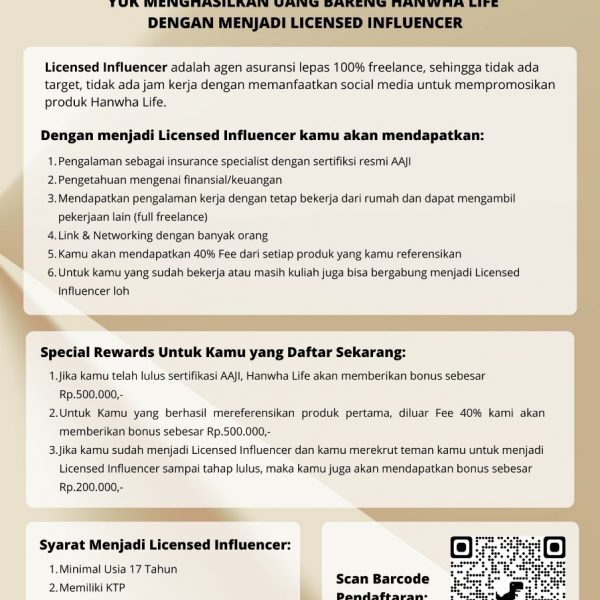 YUK MENGHASILKAN UANG BARENG HANWHA LIFE
DENGAN MENJADI LICENSED INFLUENCER
Licensed Influencer adalah agen asuransi lepas 100% freelance, sehingga tidak ada
target, tidak ada jam kerja dengan memanfaatkan social media untuk mempromosikan
produk Hanwha Life.
Dengan menjadi Licensed Influencer kamu akan mendapatkan:
1. Pengalaman sebagai insurance specialist dengan sertifiksi resmi AAJI
2. Pengetahuan mengenai finansial/keuangan
3. Mendapatkan pengalaman kerja dengan tetap bekerja dari rumah dan dapat mengambil
pekerjaan lain (full freelance)
4. Link & Networking dengan banyak orang
5. Kamu akan mendapatkan 40% Fee dari setiap produk yang kamu referensikan
6. Untuk kamu yang sudah bekerja atau masih kuliah juga bisa bergabung menjadi Licensed
Influencer loh
Special Rewards Untuk Kamu yang Daftar Sekarang:
1. Jika kamu telah lulus sertifikasi AAJI, Hanwha Life akan memberikan bonus sebesar
Rp.500.000,-
2. Untuk Kamu yang berhasil mereferensikan produk pertama, diluar Fee 40% kami akan
memberikan bonus sebesar Rp.500.000,-
3. Jika kamu sudah menjadi Licensed Influencer dan kamu merekrut teman kamu untuk menjadi
Licensed Influencer sampai tahap lulus, maka kamu juga akan mendapatkan bonus sebesar
Rp.200.000,-
Syarat Menjadi Licensed Influencer:
1. Minimal Usia 17 Tahun
2. Memiliki KTP
Scan Barcode
Pendaftaran: